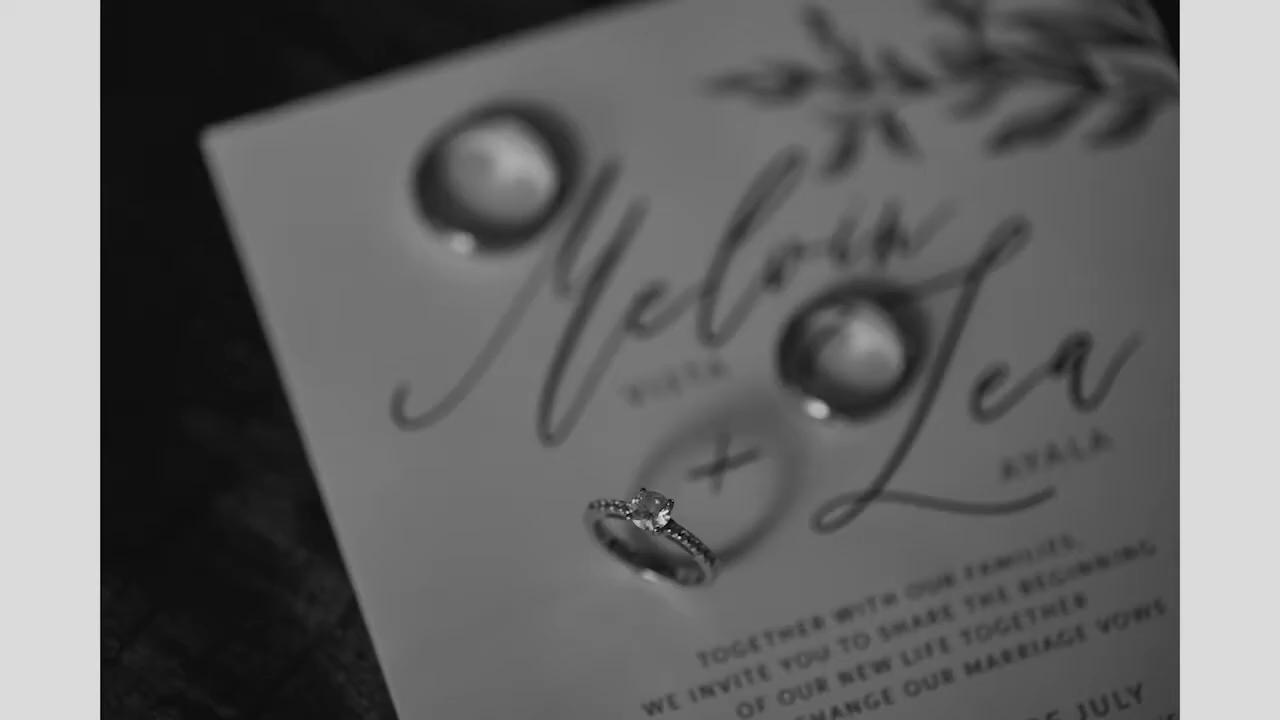 Melvin
VISTA
+
Lea
AYALA
TOGETHER WITH OUR FAMILIES,
WE INVITE YOU TO SHARE THE BEGINNING
OF OUR NEW LIFE TOGETHER
OUR MARRIAGE VOWS
JULY